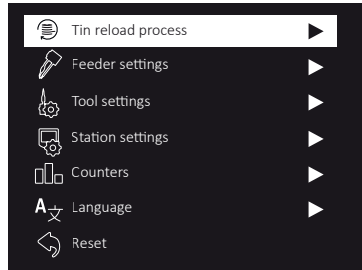 Tin reload process
Feeder settings
Tool settings
Station settings
Counters
Language
Reset